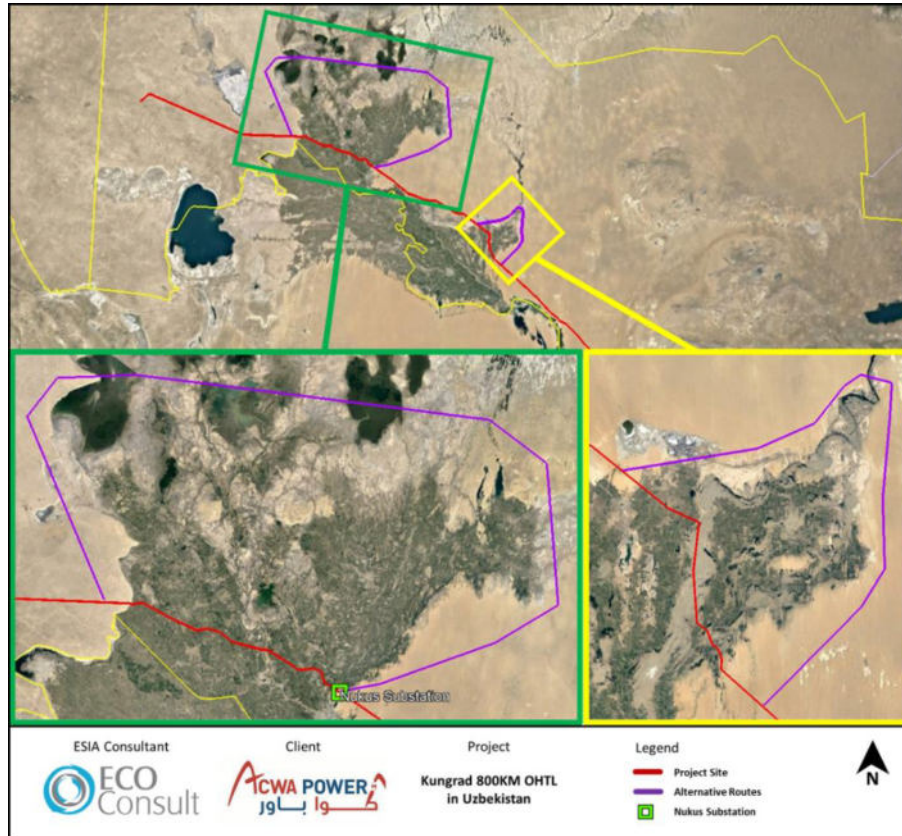 Nukus Substation
ESIA Consultant
ECO
Consult
Client
ACWA POWER
أكوا باور
Project
Kungrad 800KM OHTL
in Uzbekistan
Legend
Project Site
Alternative Routes
Nukus Substation
N